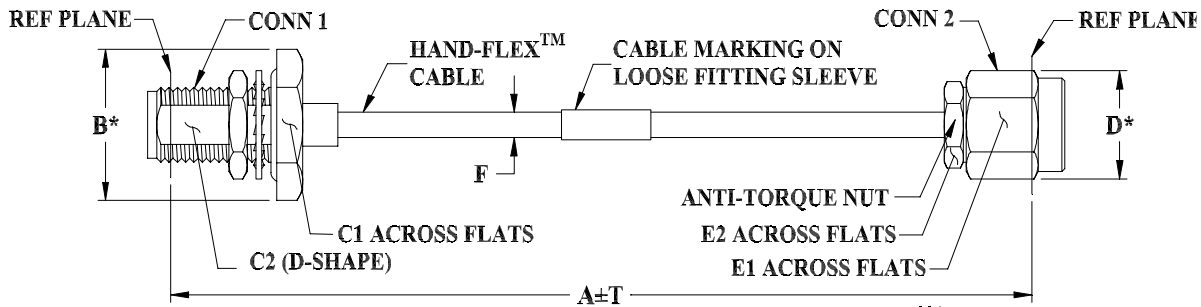 REF PLANE
CONN 1
CONN 2
REF PLANE
HAND-FLEX™
CABLE
CABLE MARKING ON
LOOSE FITTING SLEEVE
B*
D*
F
ANTI-TORQUE NUT
C1 ACROSS FLATS
E2 ACROSS FLATS
C2 (D-SHAPE)
E1 ACROSS FLATS
A±T